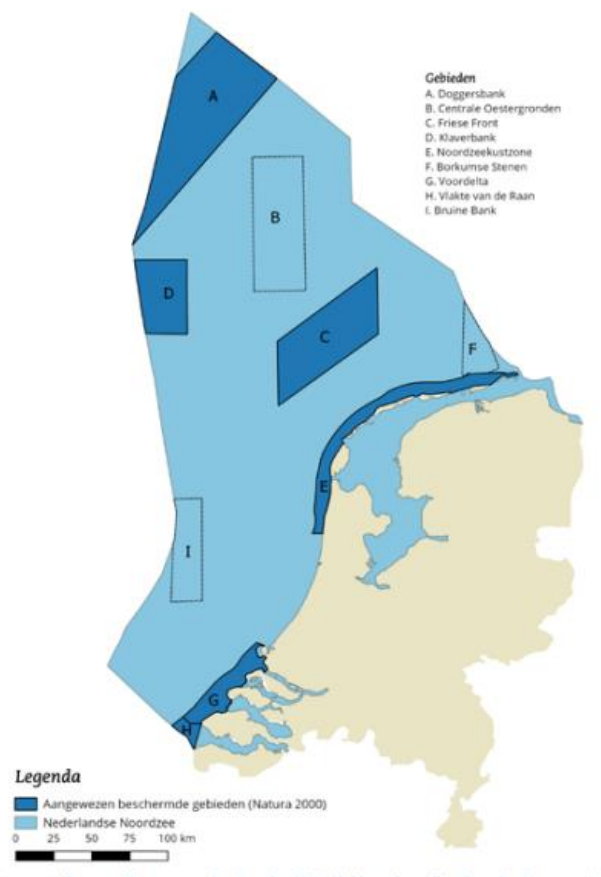 Gebieden
A. Doggersbank
B. Centrale Oestergronden
C. Friese Front
D. Klaverbank
E. Noordzeekustzone
F. Borkumse Stenen
G. Voordelta
H. Vlakte van de Raan
I. Bruine Bank
A
B
D
C
F
E
I
G
H
Legenda
Aangewezen beschermde gebieden (Natura 2000)
Nederlandse Noordzee
0 25 50 75 100 km